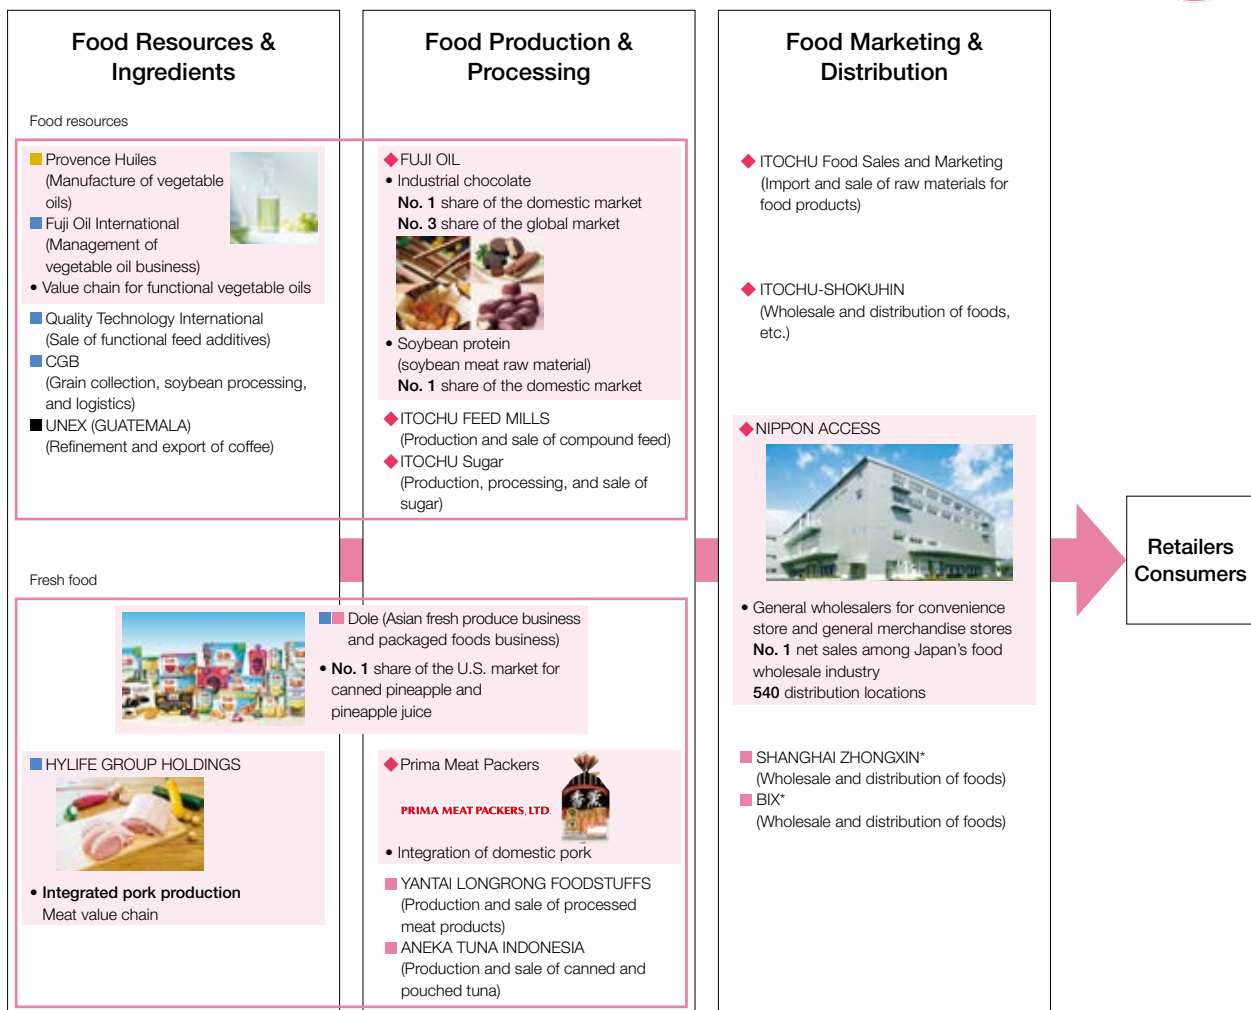 Food Resources &
Ingredients
Food resources
Provence Huiles
(Manufacture of vegetable
oils)
Fuji Oil International
(Management of
vegetable oil business)
• Value chain for functional vegetable oils
Quality Technology International
(Sale of functional feed additives)
CGB
(Grain collection, soybean processing,
and logistics)
UNEX (GUATEMALA)
(Refinement and export of coffee)
Food Production &
Processing
FUJI OIL
• Industrial chocolate
No. 1 share of the domestic market
No. 3 share of the global market
• Soybean protein
(soybean meat raw material)
No. 1 share of the domestic market
ITOCHU FEED MILLS
(Production and sale of compound feed)
ITOCHU Sugar
(Production, processing, and sale of
sugar)
Fresh food
Dole (Asian fresh produce business
and packaged foods business)
• No. 1 share of the U.S. market for
canned pineapple and
pineapple juice
HYLIFE GROUP HOLDINGS
• Integrated pork production
Meat value chain
Prima Meat Packers
PRIMA MEAT PACKERS, LTD.
香薫
• Integration of domestic pork
YANTAI LONGRONG FOODSTUFFS
(Production and sale of processed
meat products)
ANEKA TUNA INDONESIA
(Production and sale of canned and
pouched tuna)
Food Marketing &
Distribution
ITOCHU Food Sales and Marketing
(Import and sale of raw materials for
food products)
ITOCHU-SHOKUHIN
(Wholesale and distribution of foods,
etc.)
NIPPON ACCESS
• General wholesalers for convenience
store and general merchandise stores
No. 1 net sales among Japan's food
wholesale industry
540 distribution locations
SHANGHAI ZHONGXIN*
(Wholesale and distribution of foods)
BIX*
(Wholesale and distribution of foods)
Retailers
Consumers